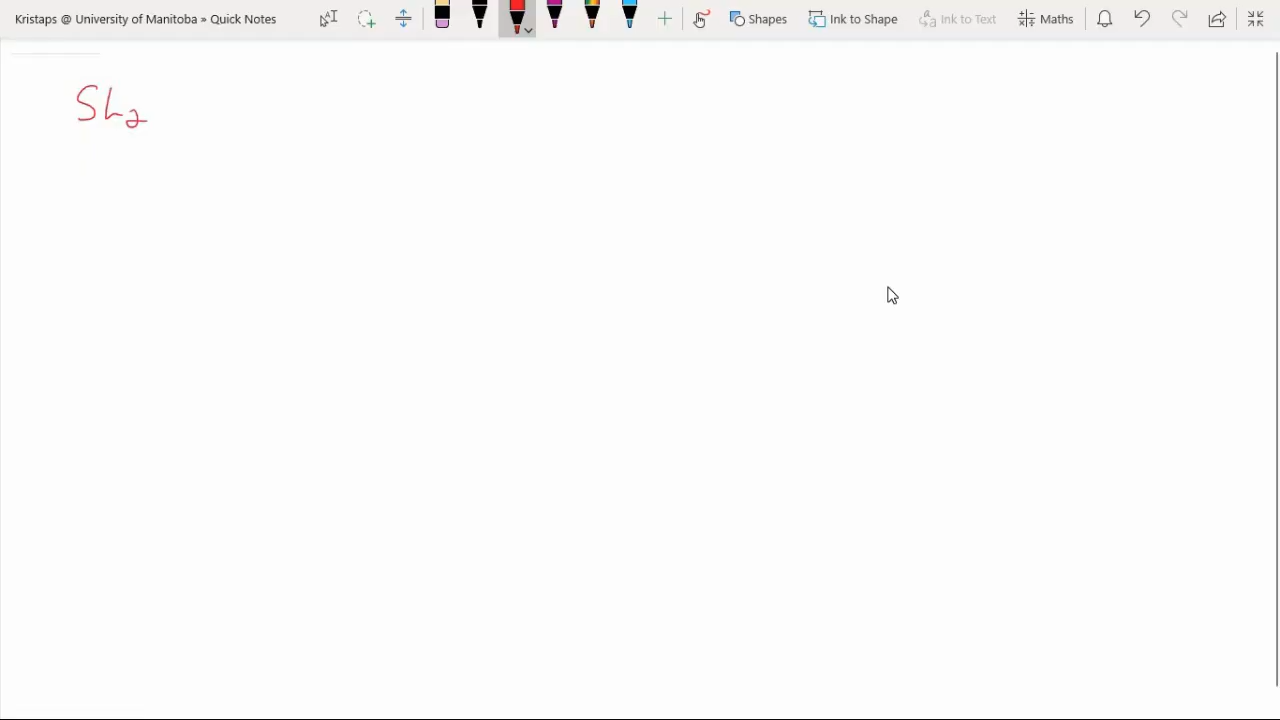 Kristaps @ University of Manitoba » Quick Notes Shapes Ink to Shape Ink to Text Maths
SL₂